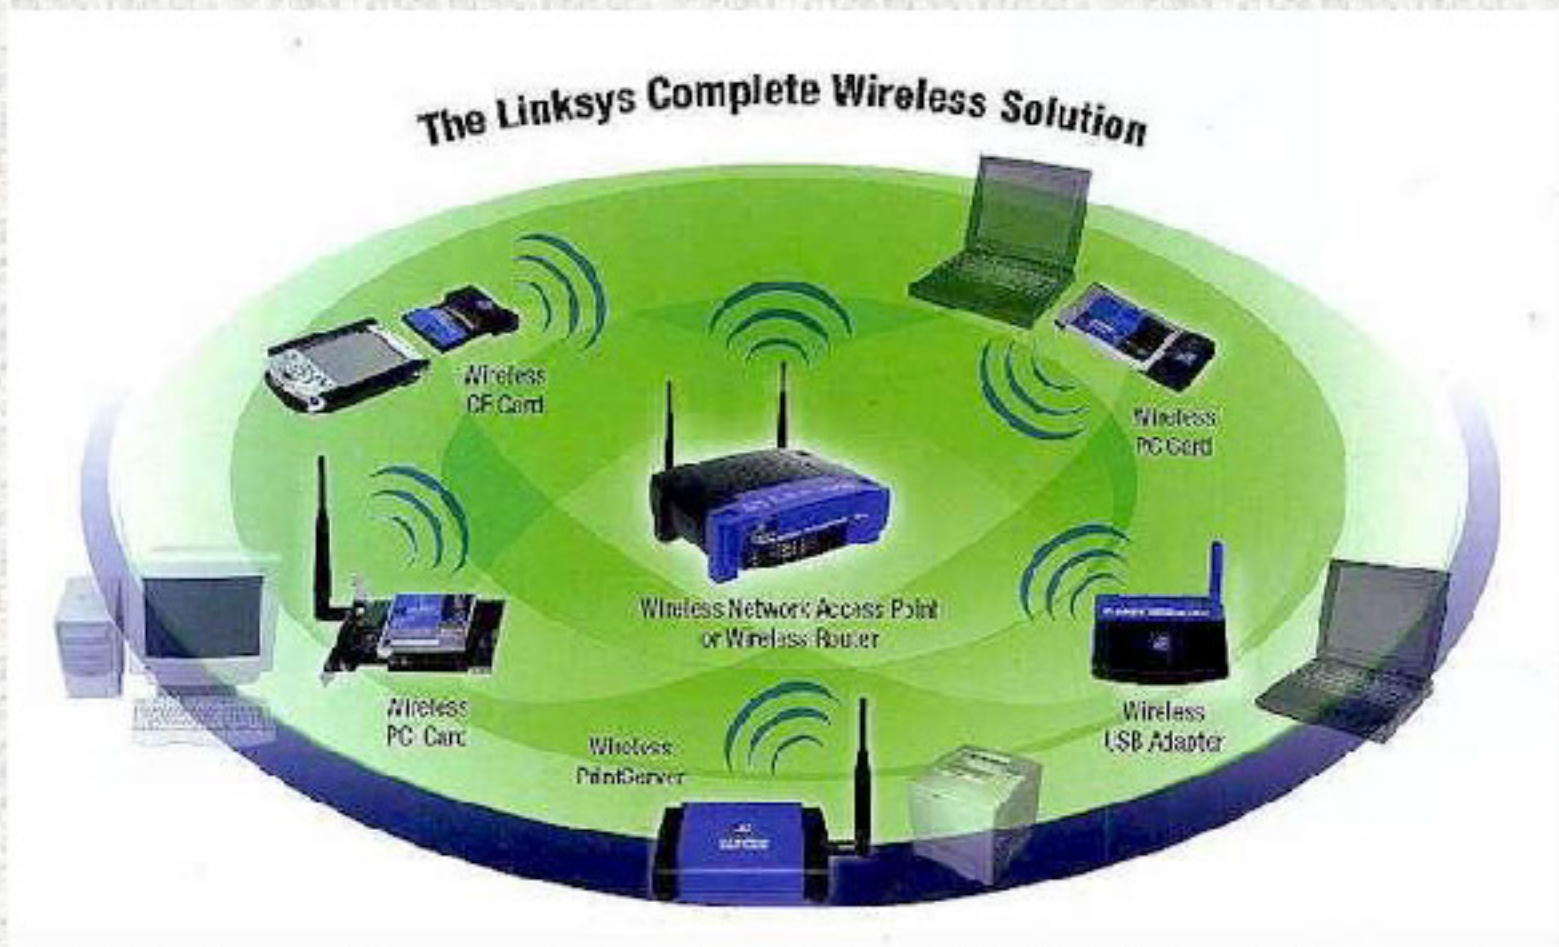 The Linksys Complete Wireless Solution
Wireless
CF Card
Wireless
PC Card
Wireless Network Access Point
or Wireless Router
Wireless
PCI Card
Wireless
USB Adapter
Wireless
PrintServer
LINKSYS